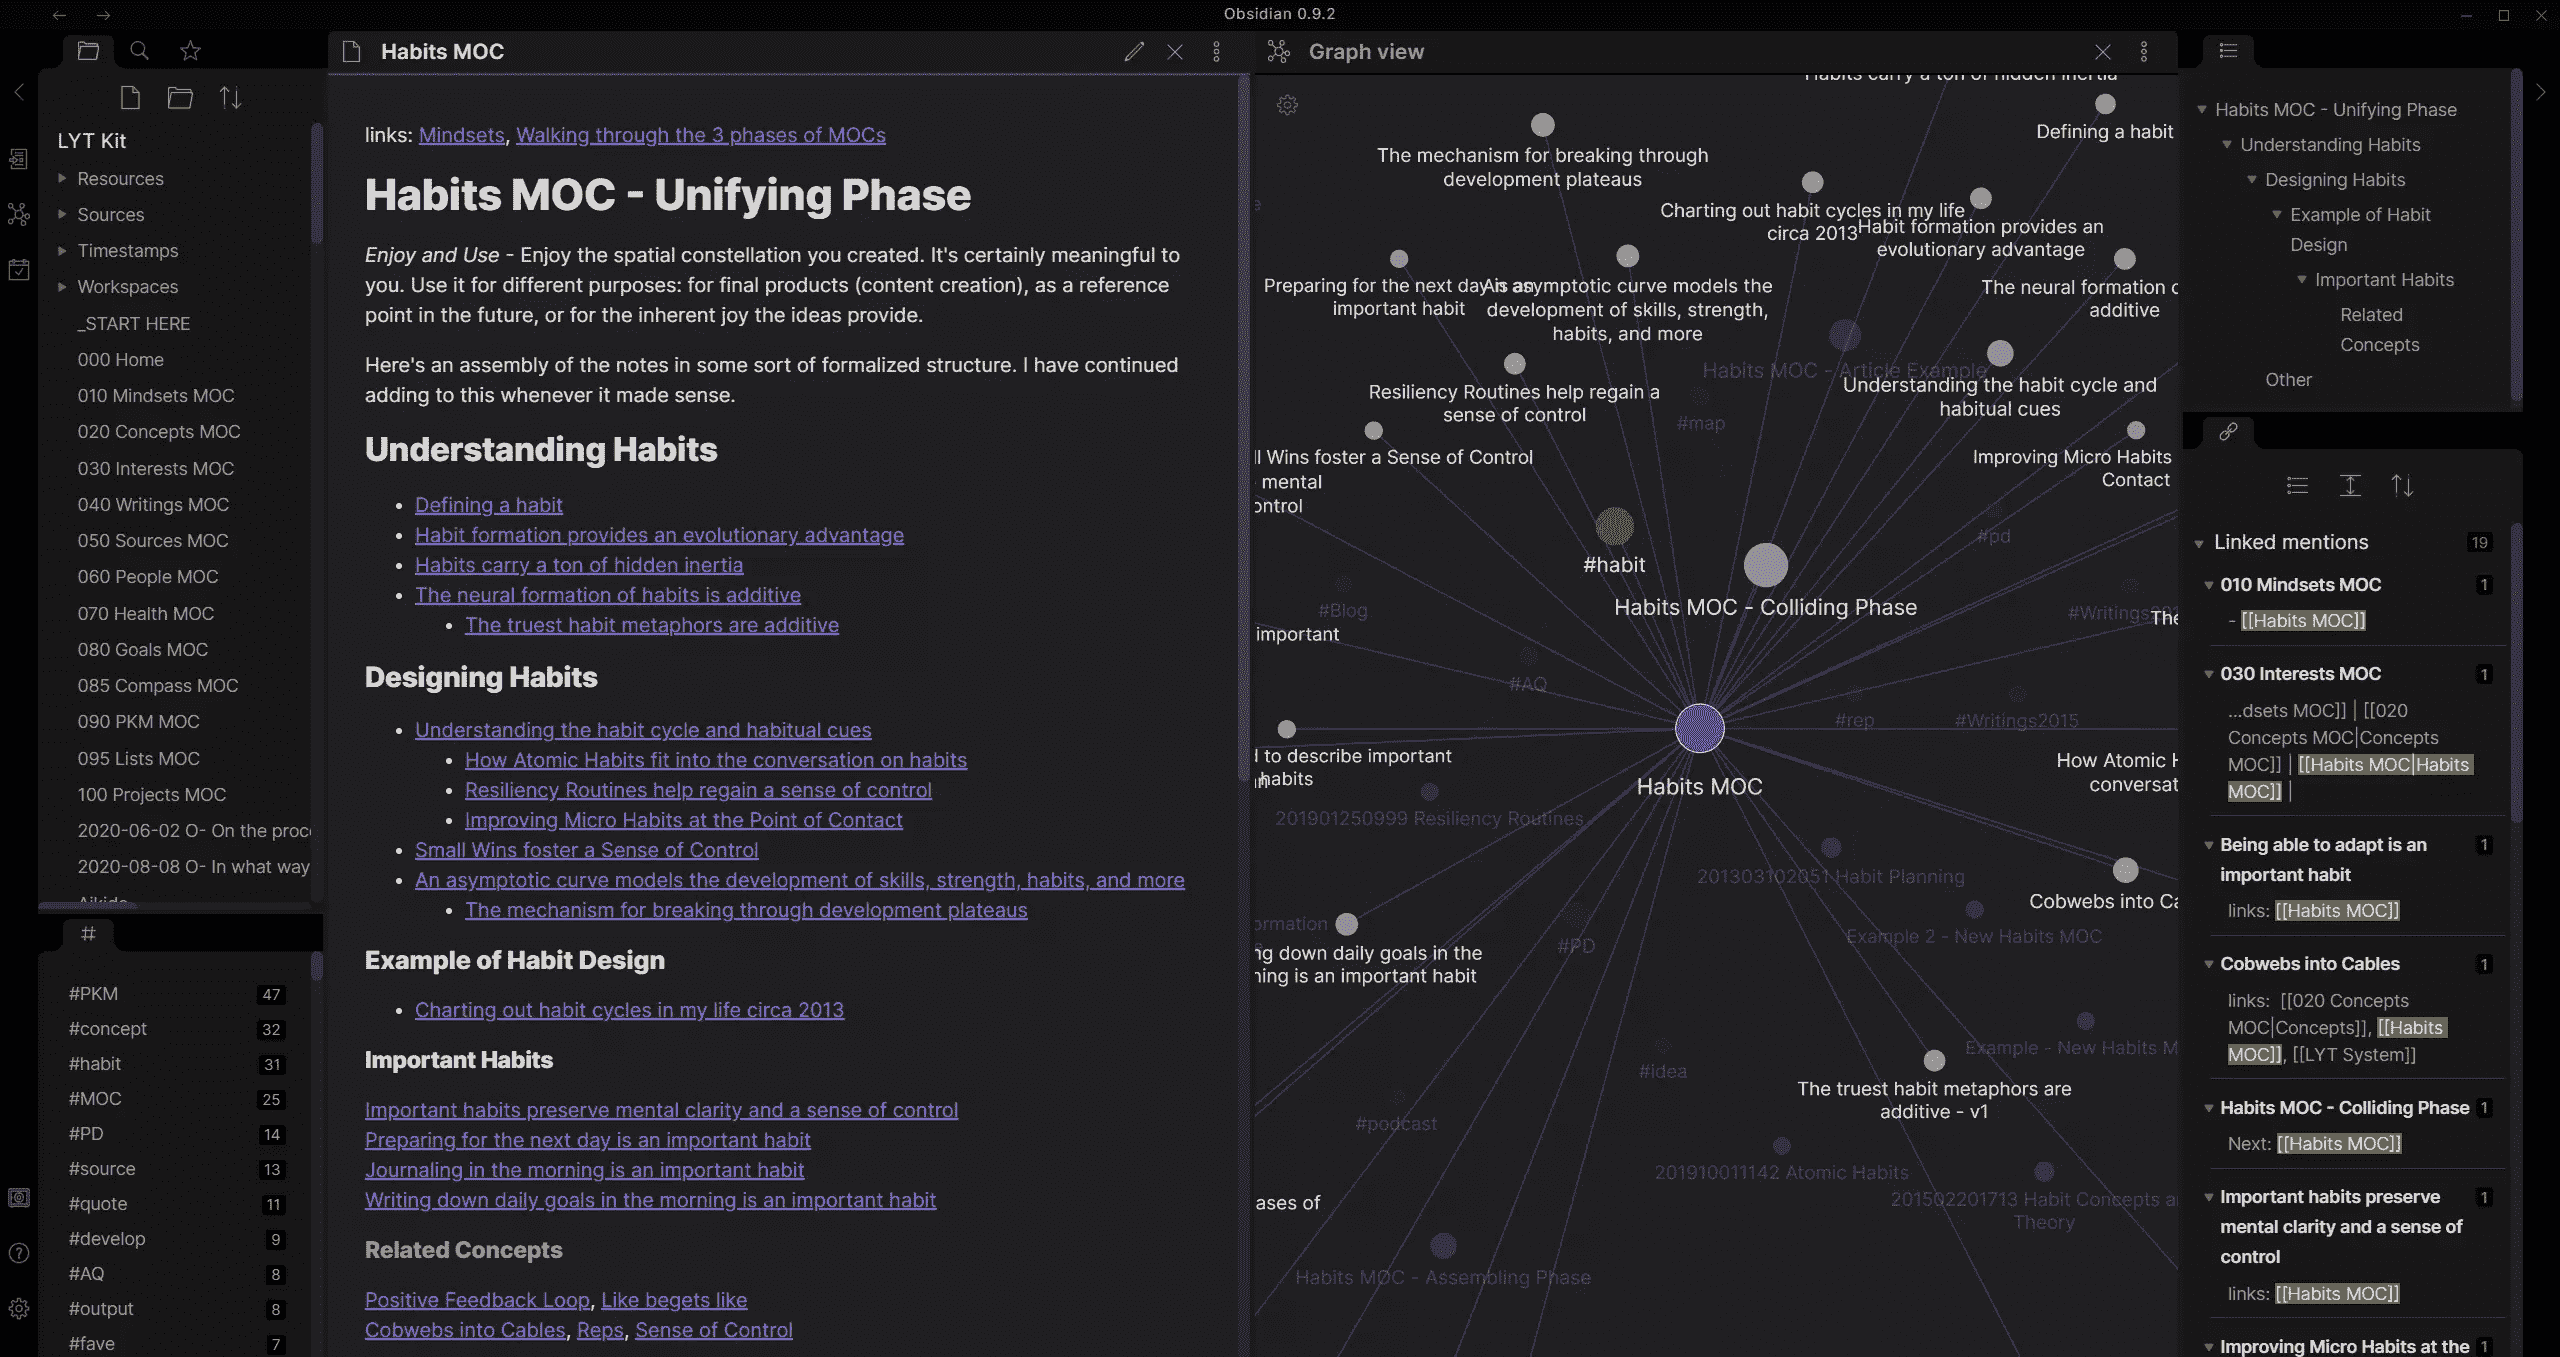 Obsidian 0.9.2
LYT Kit
Resources
Sources
Timestamps
Workspaces
_START HERE
000 Home
010 Mindsets MOC
020 Concepts MOC
030 Interests MOC
040 Writings MOC
050 Sources MOC
060 People MOC
070 Health MOC
080 Goals MOC
085 Compass MOC
090 PKM MOC
095 Lists MOC
100 Projects MOC
2020-06-02 O- On the proc
2020-08-08 O- In what way
Aikido
#
#PKM 47
#concept 32
#habit 31
#MOC 25
#PD 14
#source 13
#quote 11
#develop 9
#AQ 8
#output 8
#fave 7
Habits MOC
links: Mindsets, Walking through the 3 phases of MOCs
Habits MOC - Unifying Phase
Enjoy and Use - Enjoy the spatial constellation you created. It's certainly meaningful to
you. Use it for different purposes: for final products (content creation), as a reference
point in the future, or for the inherent joy the ideas provide.
Here's an assembly of the notes in some sort of formalized structure. I have continued
adding to this whenever it made sense.
Understanding Habits
• Defining a habit
• Habit formation provides an evolutionary advantage
• Habits carry a ton of hidden inertia
• The neural formation of habits is additive
• The truest habit metaphors are additive
Designing Habits
• Understanding the habit cycle and habitual cues
• How Atomic Habits fit into the conversation on habits
• Resiliency Routines help regain a sense of control
• Improving Micro Habits at the Point of Contact
• Small Wins foster a Sense of Control
• An asymptotic curve models the development of skills, strength, habits, and more
• The mechanism for breaking through development plateaus
Example of Habit Design
• Charting out habit cycles in my life circa 2013
Important Habits
Important habits preserve mental clarity and a sense of control
Preparing for the next day is an important habit
Journaling in the morning is an important habit
Writing down daily goals in the morning is an important habit
Related Concepts
Positive Feedback Loop, Like begets like
Cobwebs into Cables, Reps, Sense of Control
Graph view
Habits carry a ton of hidden inertia
Defining a habit
The mechanism for breaking through
development plateaus
Charting out habit cycles in my life
circa 2013
Habit formation provides an
evolutionary advantage
Preparing for the next day is an
important habit
An asymptotic curve models the
development of skills, strength,
habits, and more
The neural formation o
additive
Habits MOC - Article Example
Resiliency Routines help regain a
sense of control
Understanding the habit cycle and
habitual cues
#map
ll Wins foster a Sense of Control
mental
ontrol
Improving Micro Habits
Contact
#pd
#habit
Habits MOC - Colliding Phase
#Blog
#Writings201
The
important
#AQ
#rep
#Writings2015
d to describe important
habits
Habits MOC
How Atomic H
conversat
201901250999 Resiliency Routines
201303102051 Habit Planning
Cobwebs into Ca
ormation
ng down daily goals in the
ning is an important habit
#PD
Example 2 - New Habits MOC
Example - New Habits M
#idea
The truest habit metaphors are
additive - v1
#podcast
201910011142 Atomic Habits
201502201713 Habit Concepts a
Theory
ases of
Habits MOC - Assembling Phase
Habits MOC - Unifying Phase
Understanding Habits
Designing Habits
Example of Habit
Design
Important Habits
Related
Concepts
Other
Linked mentions 19
010 Mindsets MOC 1
- [[Habits MOC]]
030 Interests MOC 1
...dsets MOC]] | [[020
Concepts MOC|Concepts
MOC]] | [[Habits MOC|Habits
MOC]] |
Being able to adapt is an 1
important habit
links: [[Habits MOC]]
Cobwebs into Cables 1
links: [[020 Concepts
MOC|Concepts]], [[Habits
MOC]], [[LYT System]]
Habits MOC - Colliding Phase 1
Next: [[Habits MOC]]
Important habits preserve 1
mental clarity and a sense of
control
links: [[Habits MOC]]
Improving Micro Habits at the 1